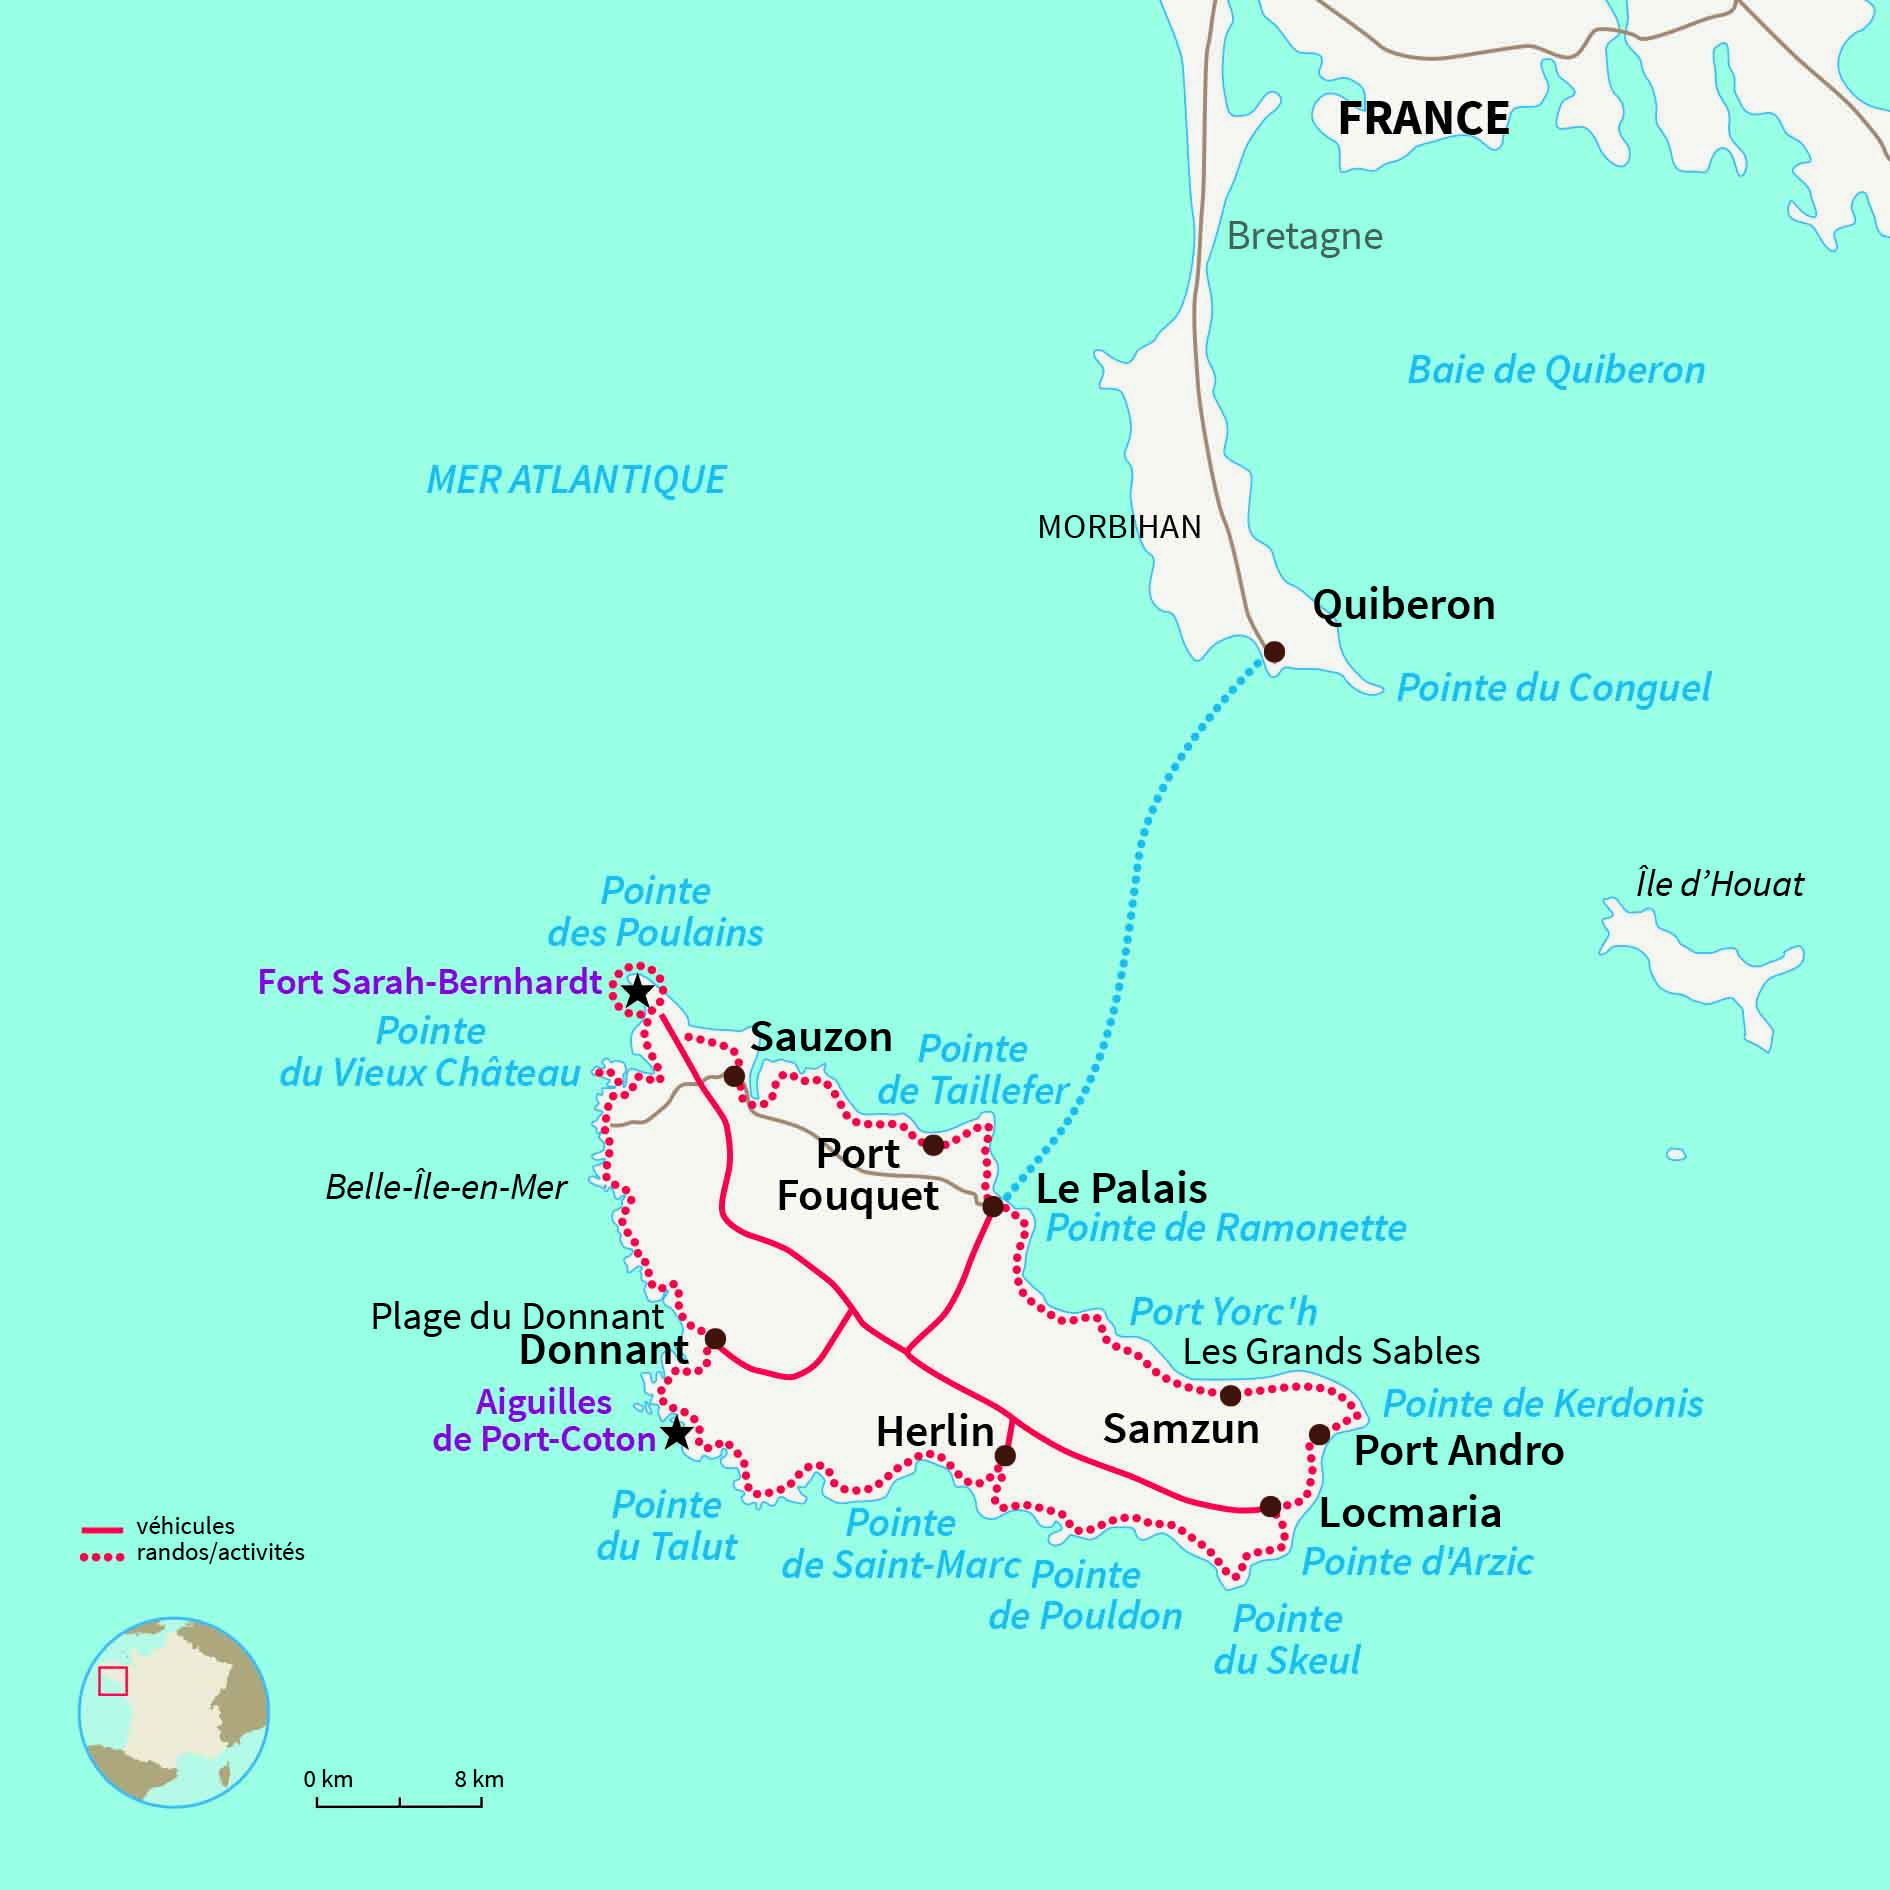 FRANCE
Bretagne
Baie de Quiberon
MER ATLANTIQUE
MORBIHAN
Quiberon
Pointe du Conguel
Île d’Houat
Pointe
des Poulains
Fort Sarah-Bernhardt
Pointe
du Vieux Château
Sauzon
Pointe
de Taillefer
Port
Fouquet
Belle-Île-en-Mer
Le Palais
Pointe de Ramonette
Plage du Donnant
Donnant
Port Yorc'h
Les Grands Sables
Aiguilles
de Port-Coton
Herlin
Samzun
Pointe de Kerdonis
Port Andro
Locmaria
Pointe
du Talut
Pointe
de Saint-Marc
Pointe
de Pouldon
Pointe d'Arzic
Pointe
du Skeul
véhicules
randos/activités
0 km
8 km